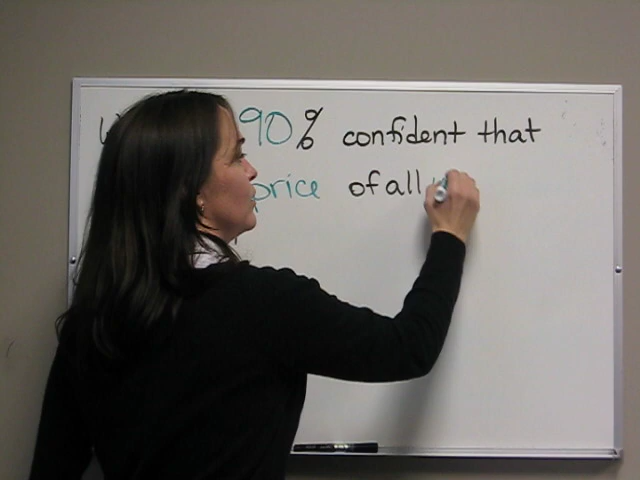 90% confident that
price of all